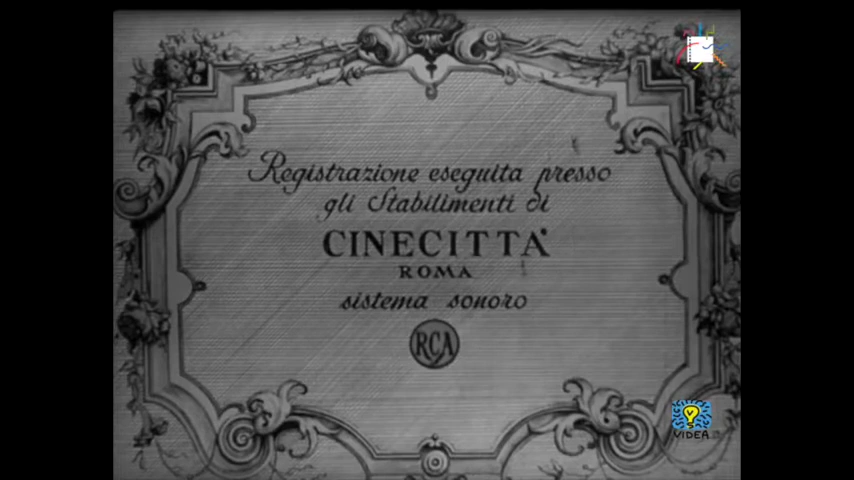 Registrazione eseguita presso
gli Stabilimenti di
CINECITTÀ
ROMA
sistema sonoro
RCA
VIDEA